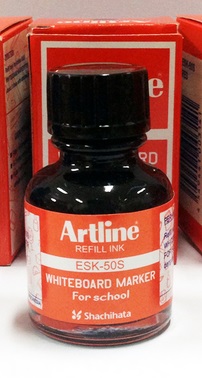 Artline
REFILL INK
ESK-50S
WHITEBOARD MARKER
For school
Shachihata